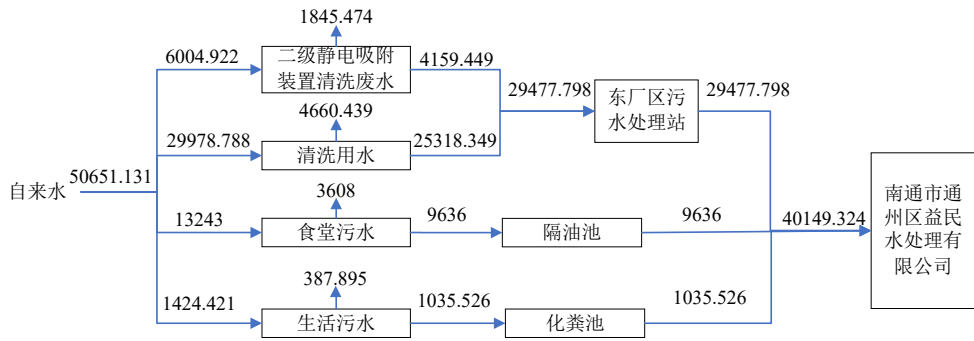 1845.474
6004.922
二级静电吸附
装置清洗废水
4159.449
29477.798
东厂区污
水处理站
29477.798
4660.439
29978.788
清洗用水
25318.349
自来水
50651.131
3608
13243
食堂污水
9636
隔油池
9636
40149.324
南通市通
州区益民
水处理有
限公司
387.895
1424.421
生活污水
1035.526
化粪池
1035.526